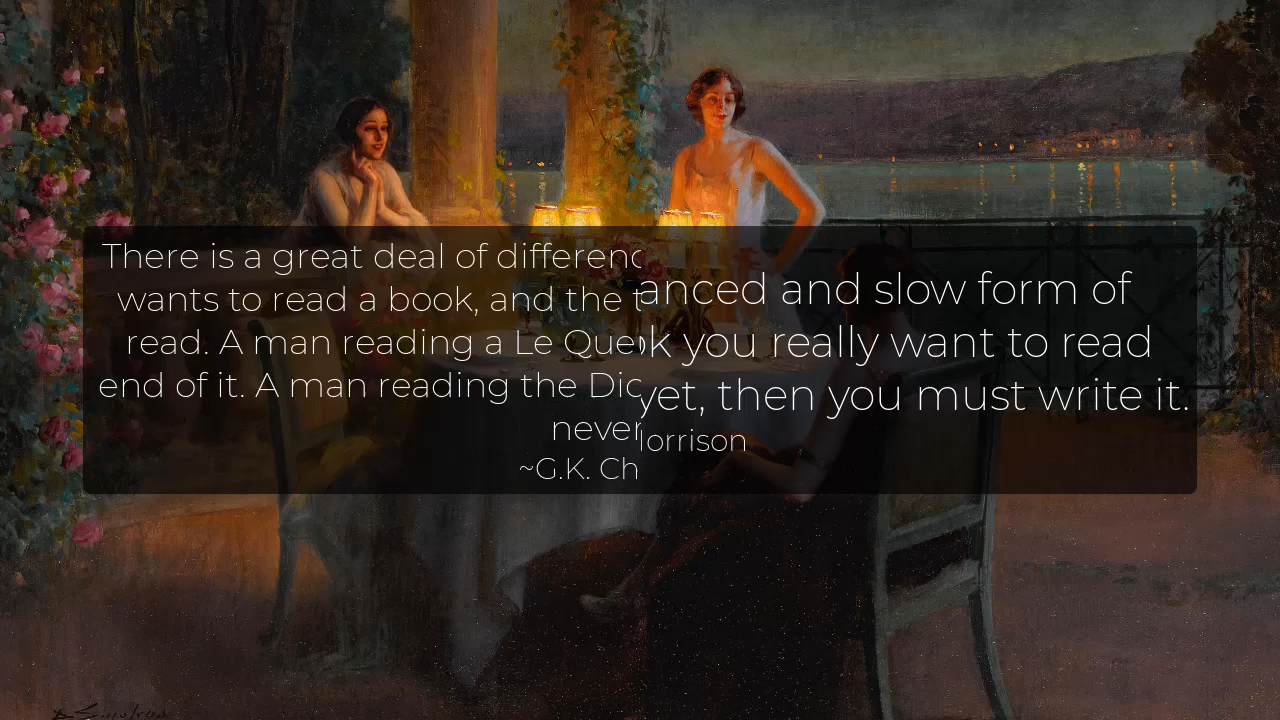 There is a great deal of differenc
wants to read a book, and the t
read. A man reading a Le Que
end of it. A man reading the Dic
never
~G.K. Ch
anced and slow form of
k you really want to read
yet, then you must write it.
lorrison